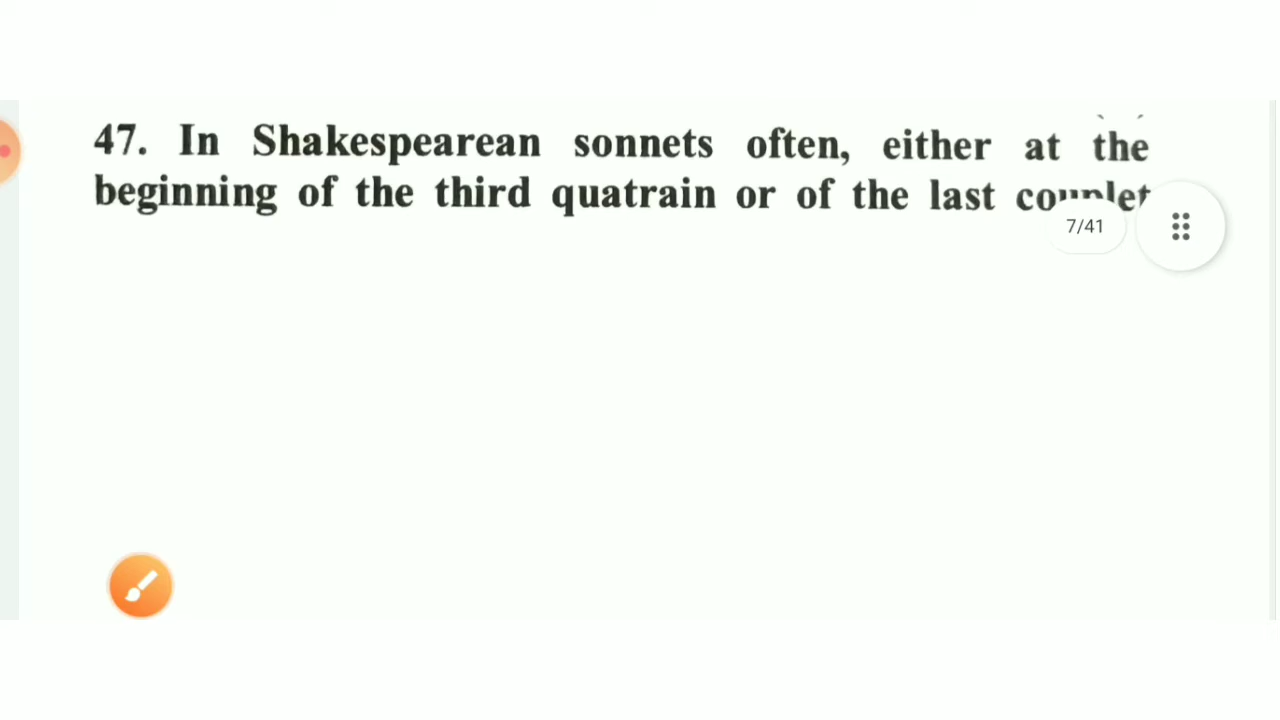 47. In Shakespearean sonnets often, either at the
beginning of the third quatrain or of the last couplet
7/41